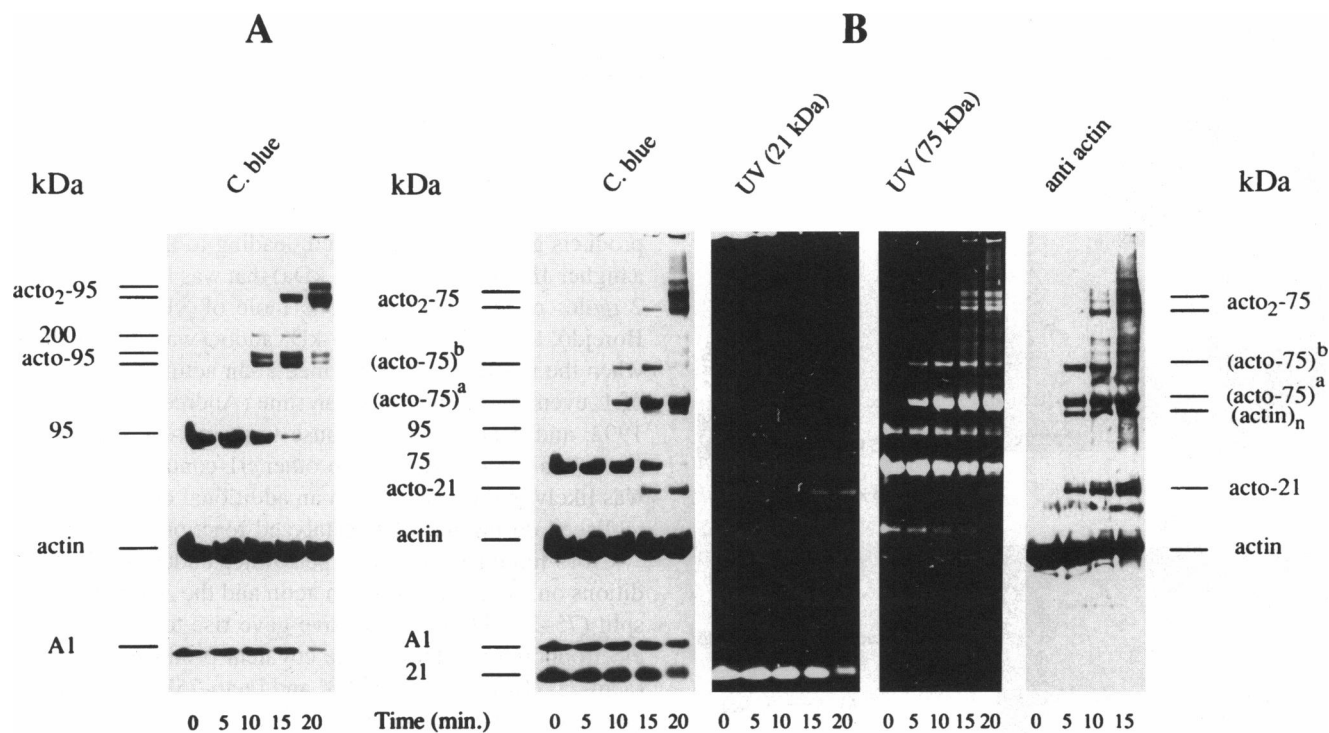 A
B
C. blue
C. blue
UV (21 kDa)
UV (75 kDa)
anti actin
kDa
kDa
kDa
acto2-95
200
acto-95
95
actin
A1
acto2-75
(acto-75)b
(acto-75)a
95
75
acto-21
actin
A1
21
acto2-75
(acto-75)b
(acto-75)a
(actin)n
acto-21
actin
0 5 10 15 20
Time (min.)
0 5 10 15 20
0 5 10 15 20
0 5 10 15 20
0 5 10 15